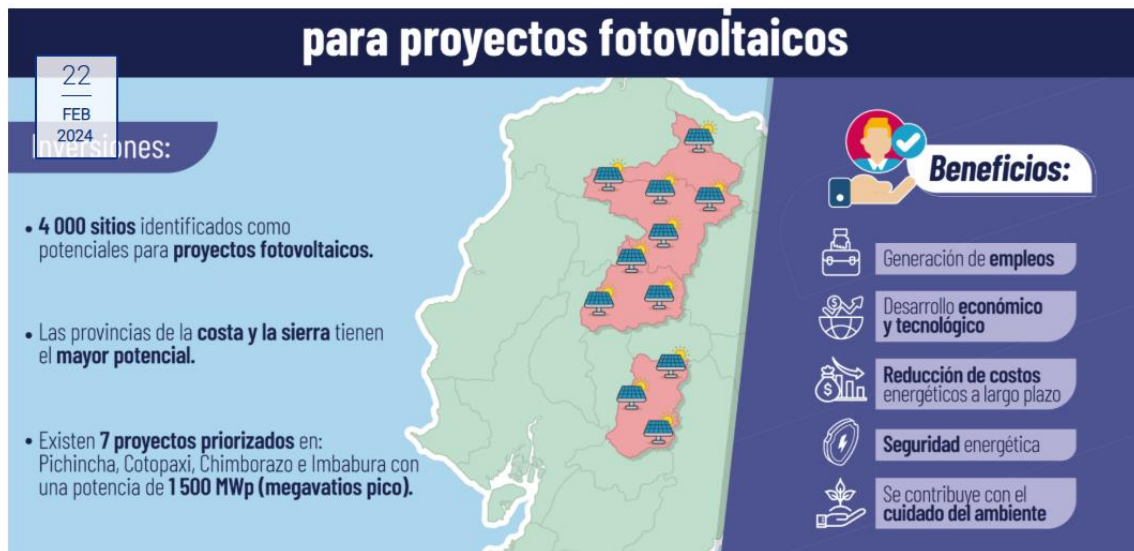 para proyectos fotovoltaicos
22
FEB
2024
Inversiones:
• 4 000 sitios identificados como
potenciales para proyectos fotovoltaicos.
• Las provincias de la costa y la sierra tienen
el mayor potencial.
• Existen 7 proyectos priorizados en:
Pichincha, Cotopaxi, Chimborazo e Imbabura con
una potencia de 1 500 MWp (megavatios pico).
Beneficios:
Generación de empleos
Desarrollo económico
y tecnológico
Reducción de costos
energéticos a largo plazo
Seguridad energética
Se contribuye con el
cuidado del ambiente